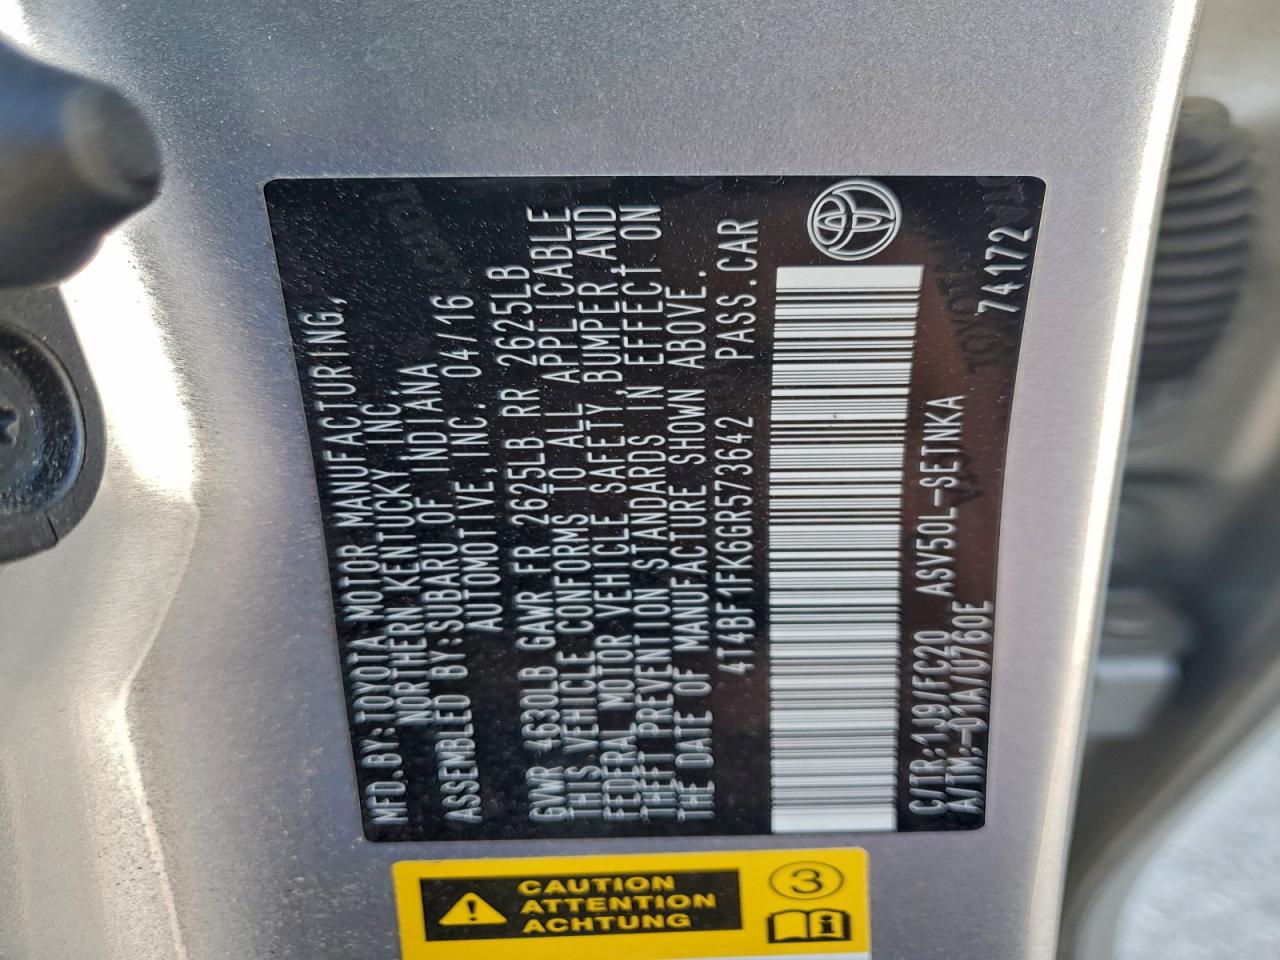 MFD.BY:TOYOTA MOTOR MANUFACTURING,
NORTHERN KENTUCKY, INC.
ASSEMBLED BY:SUBARU OF INDIANA
AUTOMOTIVE,INC. 04/16
GVWR 4630LB GAWR FR 2625LB RR 2625LB
THIS VEHICLE CONFORMS TO ALL APPLICABLE
FEDERAL MOTOR VEHICLE SAFETY,BUMPER AND
THEFT PREVENTION STANDARDS IN EFFECT ON
THE DATE OF MANUFACTURE SHOWN ABOVE.
4T4BF1FK6GR573642 PASS.CAR
C/TR:1J9/FC20 ASV50L-SETNKA
A/TM:-01A/U760E 74172
TOYOTA
CAUTION
ATTENTION
ACHTUNG
3